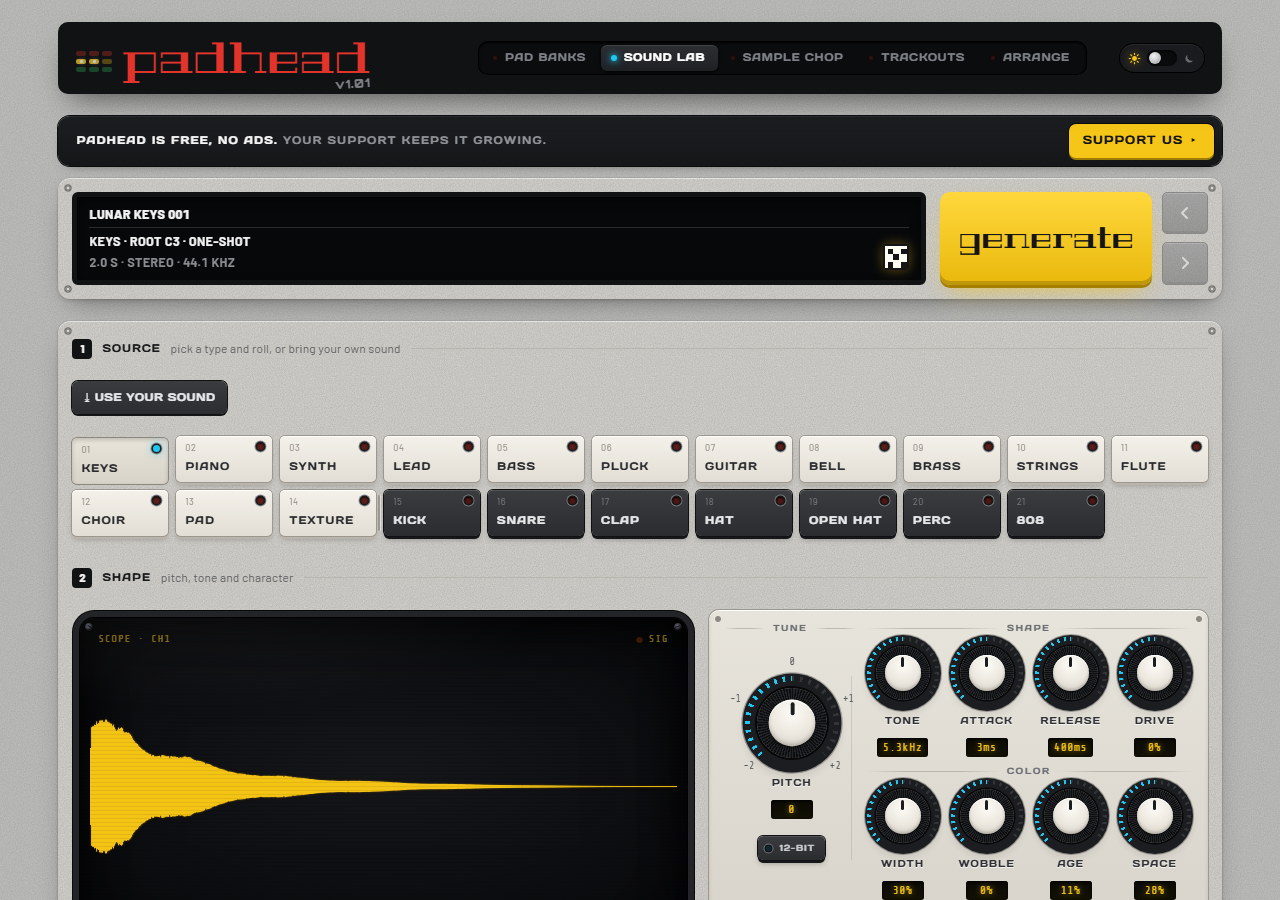 padhead
v1.01
PAD BANKS
SOUND LAB
SAMPLE CHOP
TRACKOUTS
ARRANGE
PADHEAD IS FREE, NO ADS. YOUR SUPPORT KEEPS IT GROWING.
SUPPORT US
LUNAR KEYS 001
KEYS · ROOT C3 · ONE-SHOT
2.0 S · STEREO · 44.1 KHZ
generate
1 SOURCE pick a type and roll, or bring your own sound
USE YOUR SOUND
01 KEYS
02 PIANO
03 SYNTH
04 LEAD
05 BASS
06 PLUCK
07 GUITAR
08 BELL
09 BRASS
10 STRINGS
11 FLUTE
12 CHOIR
13 PAD
14 TEXTURE
15 KICK
16 SNARE
17 CLAP
18 HAT
19 OPEN HAT
20 PERC
21 808
2 SHAPE pitch, tone and character
SCOPE · CH1
SIG
TUNE
0
-1
+1
-2
+2
PITCH
0
12-BIT
SHAPE
TONE
ATTACK
RELEASE
DRIVE
5.3kHz
3ms
400ms
0%
COLOR
WIDTH
WOBBLE
AGE
SPACE
30%
0%
11%
28%